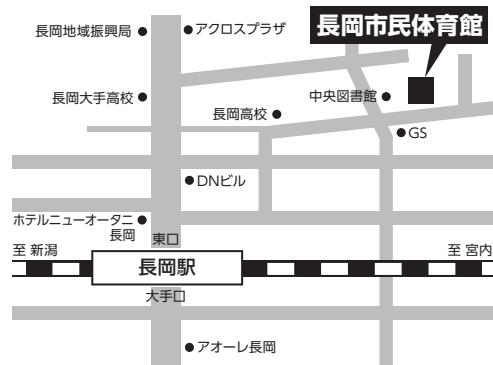 長岡地域振興局
アクロスプラザ
長岡市民体育館
長岡大手高校
中央図書館
長岡高校
GS
DNビル
ホテルニューオータニ
長岡
東口
至 新潟
至 宮内
長岡駅
大手口
アオーレ長岡